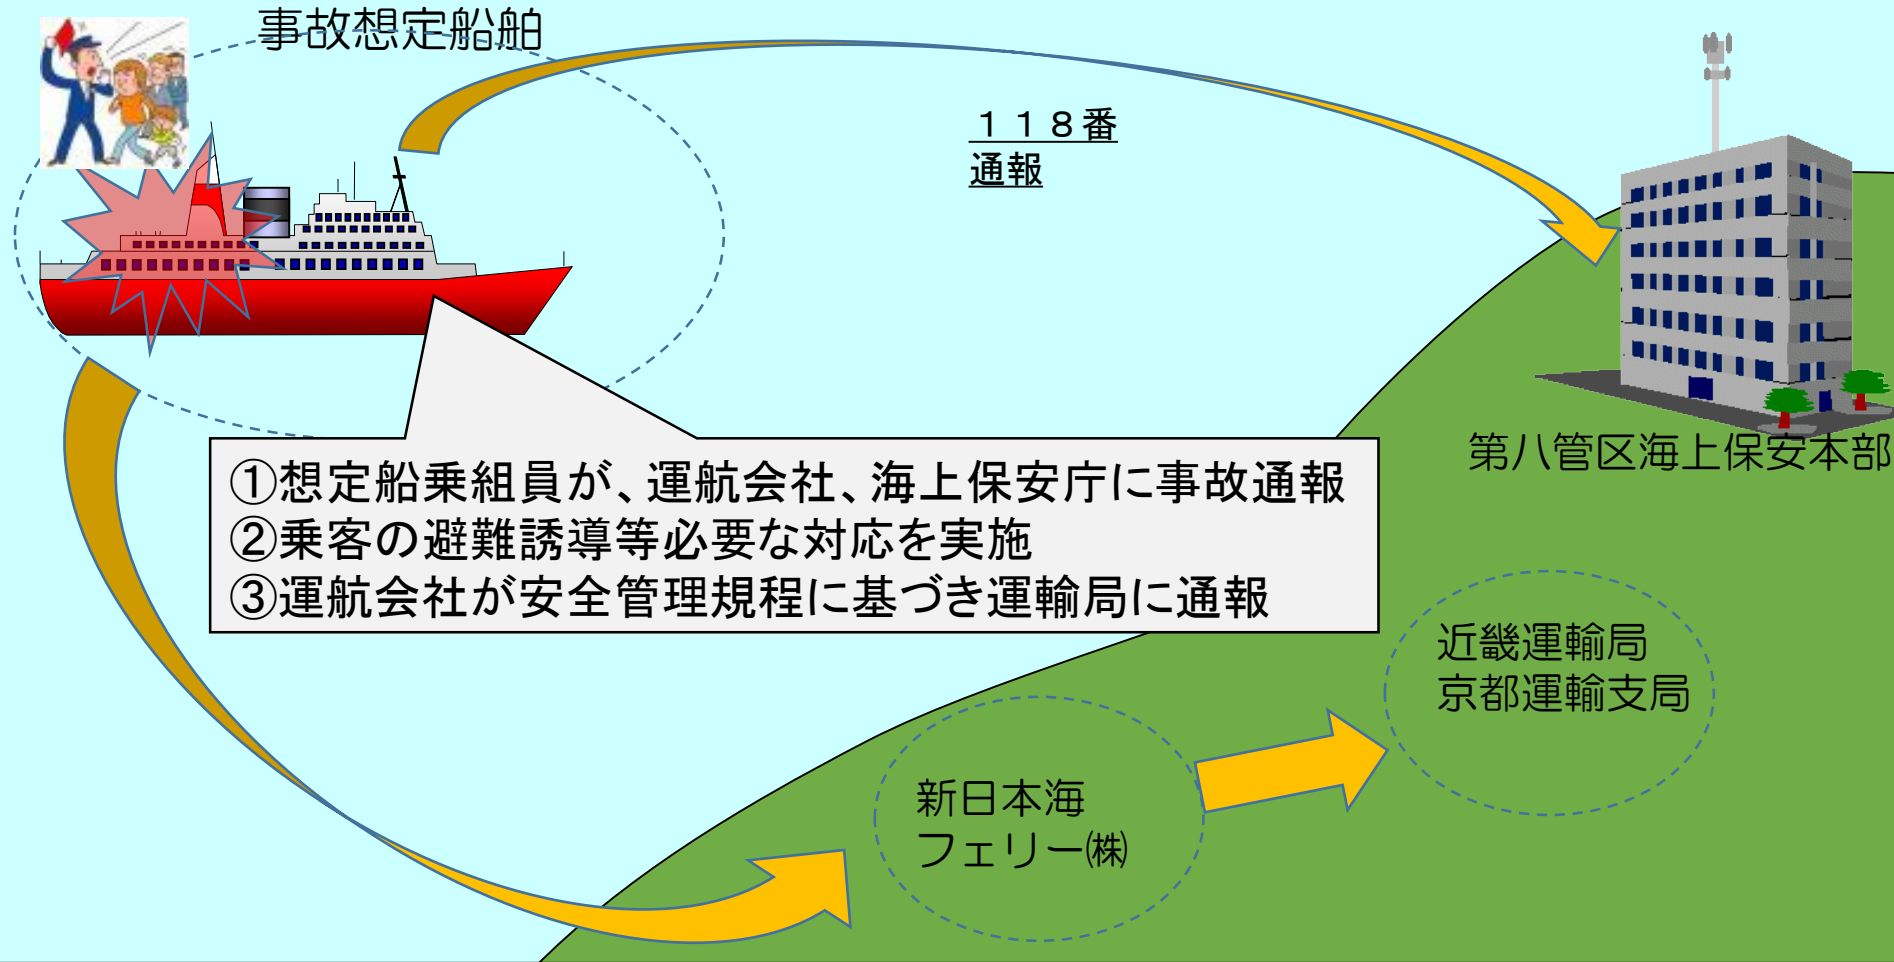 事故想定船舶
１１８番
通報
第八管区海上保安本部
①想定船乗組員が、運航会社、海上保安庁に事故通報
②乗客の避難誘導等必要な対応を実施
③運航会社が安全管理規程に基づき運輸局に通報
近畿運輸局
京都運輸支局
新日本海
フェリー㈱